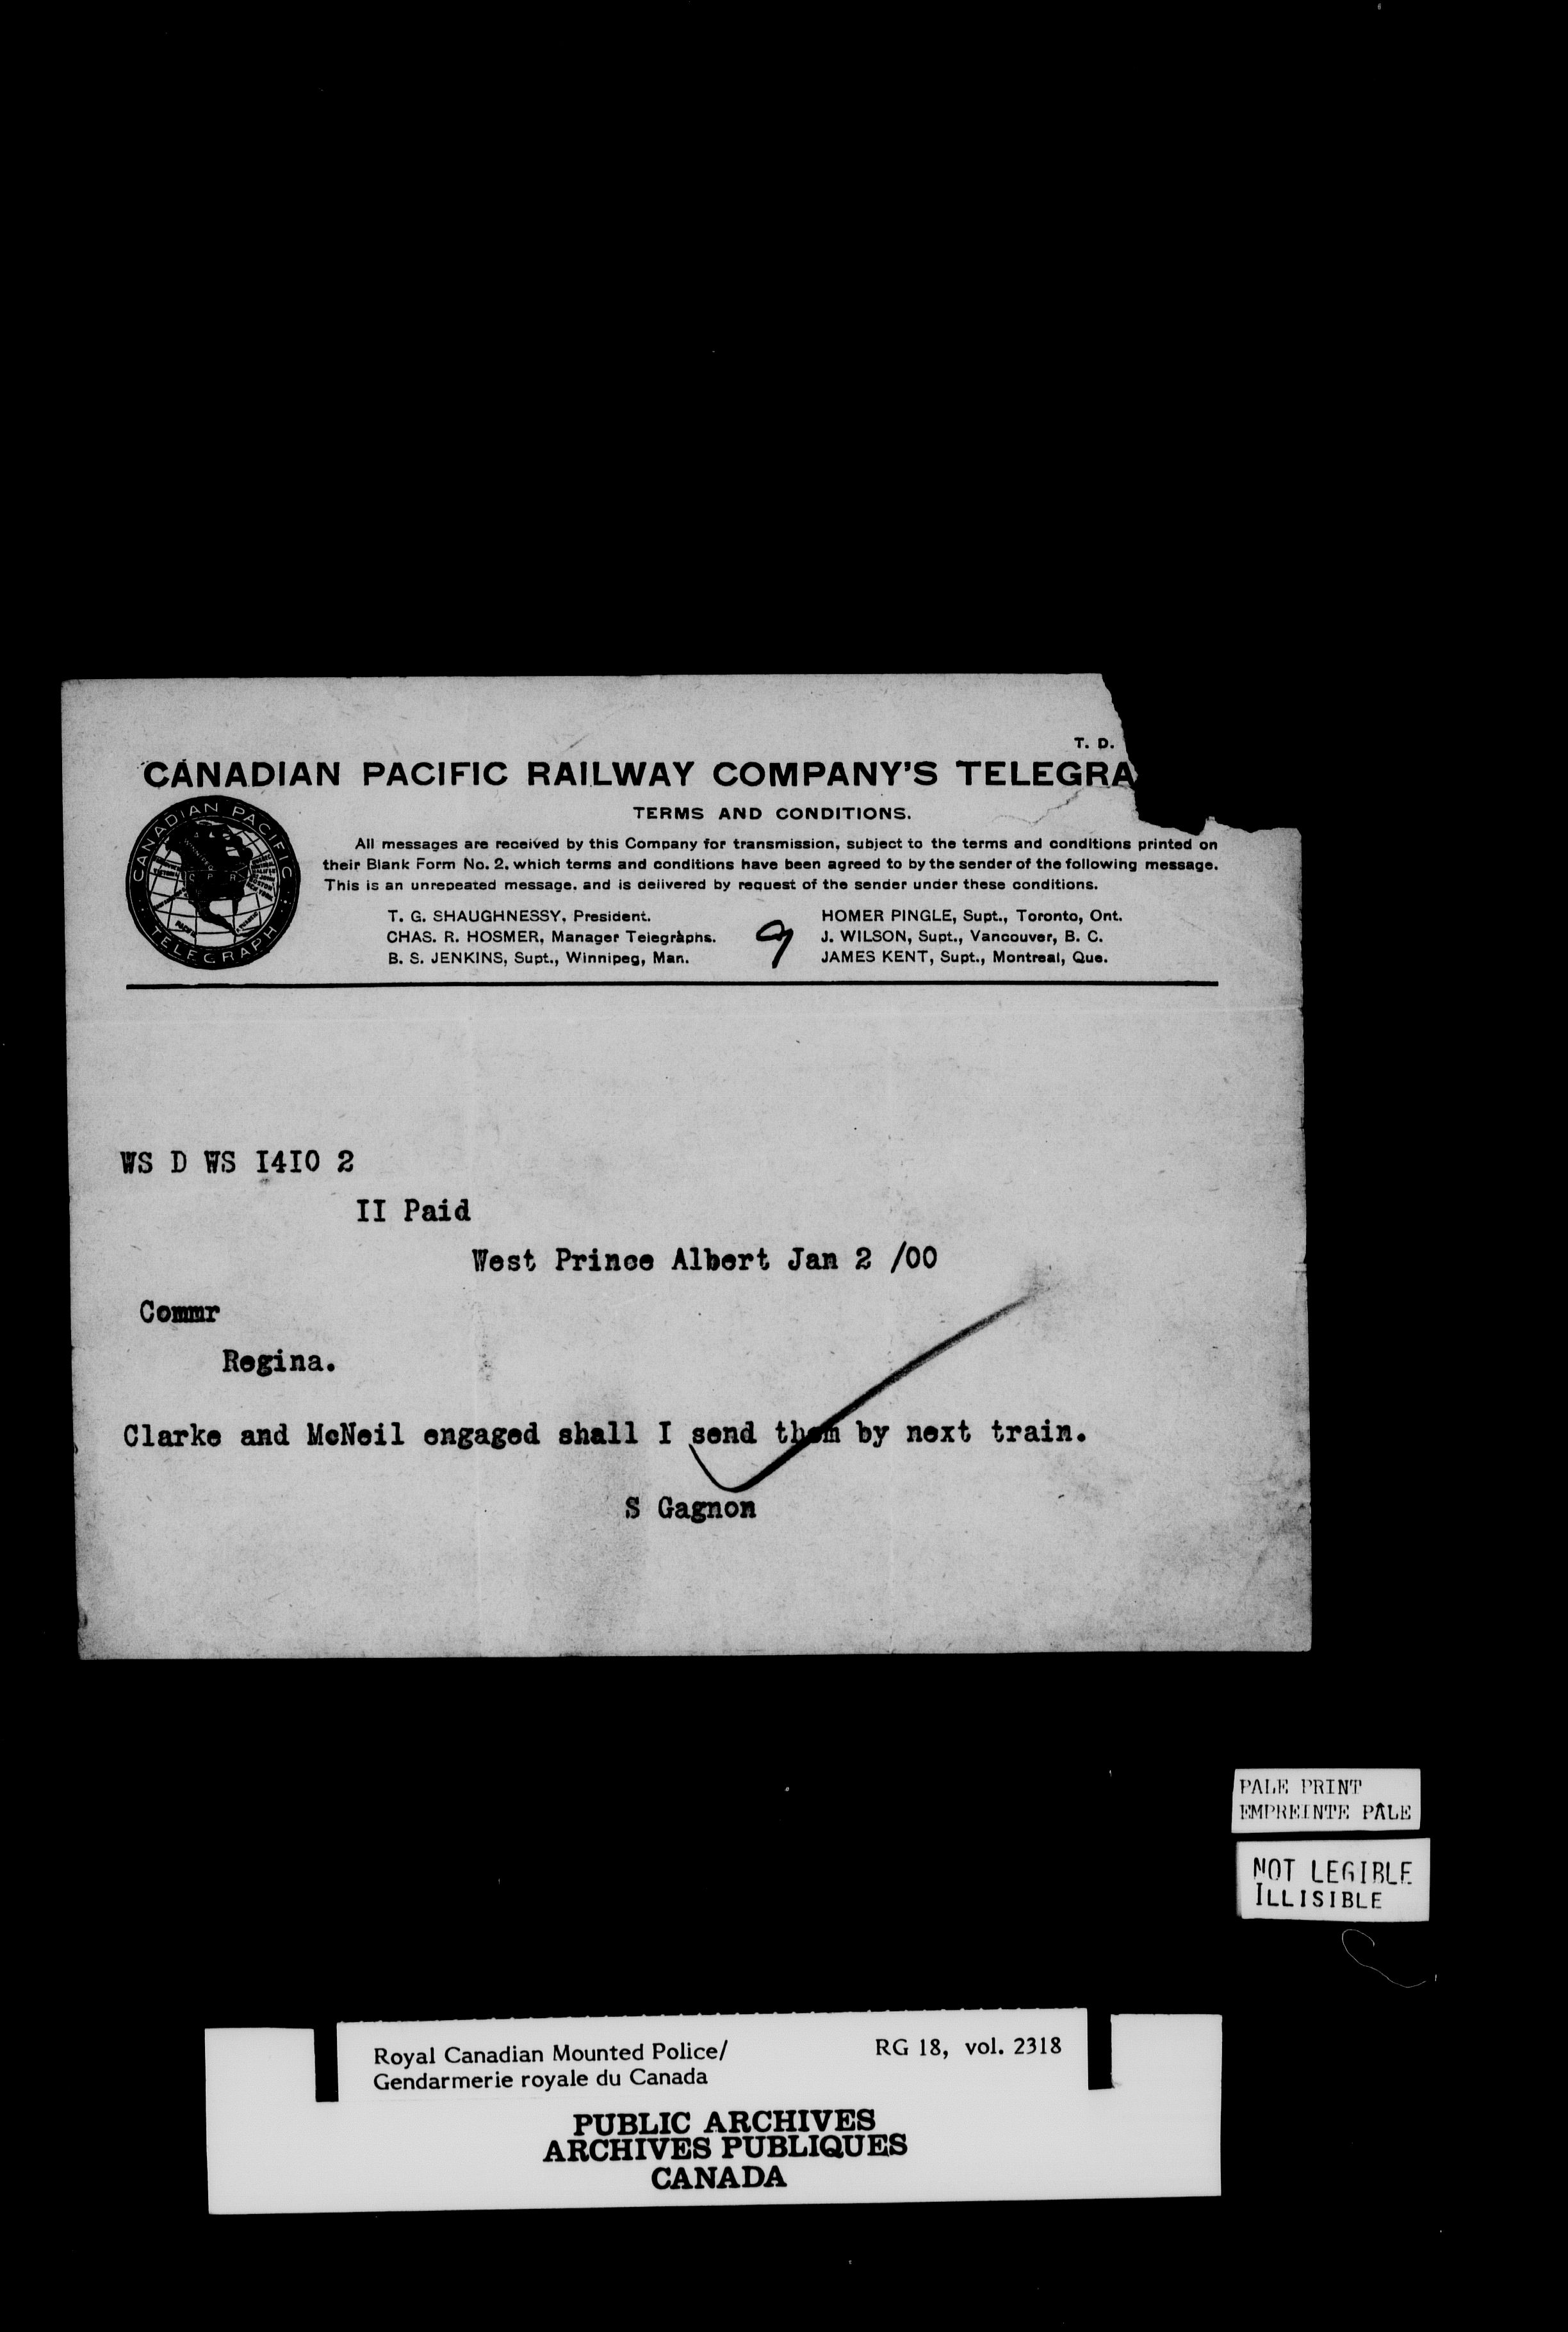 T. D.
CANADIAN PACIFIC RAILWAY COMPANY'S TELEGRA
TERMS AND CONDITIONS.
All messages are received by this Company for transmission, subject to the terms and conditions printed on
their Blank Form No. 2, which terms and conditions have been agreed to by the sender of the following message.
This is an unrepeated message, and is delivered by request of the sender under these conditions.
CANADIAN PACIFIC
TELEGRAPH
T. G. SHAUGHNESSY, President.
CHAS. R. HOSMER, Manager Telegraphs.
B. S. JENKINS, Supt., Winnipeg, Man.
9
HOMER PINGLE, Supt., Toronto, Ont.
J. WILSON, Supt., Vancouver, B. C.
JAMES KENT, Supt., Montreal, Que.
WS D WS I4I0 2
II Paid
West Prince Albert Jan 2 /00
Commr
Regina.
Clarke and McNeil engaged shall I send them by next train.
S Gagnon
PALE PRINT
EMPREINTE PÂLE
NOT LEGIBLE
ILLISIBLE
Royal Canadian Mounted Police/
Gendarmerie royale du Canada
RG 18, vol. 2318
PUBLIC ARCHIVES
ARCHIVES PUBLIQUES
CANADA